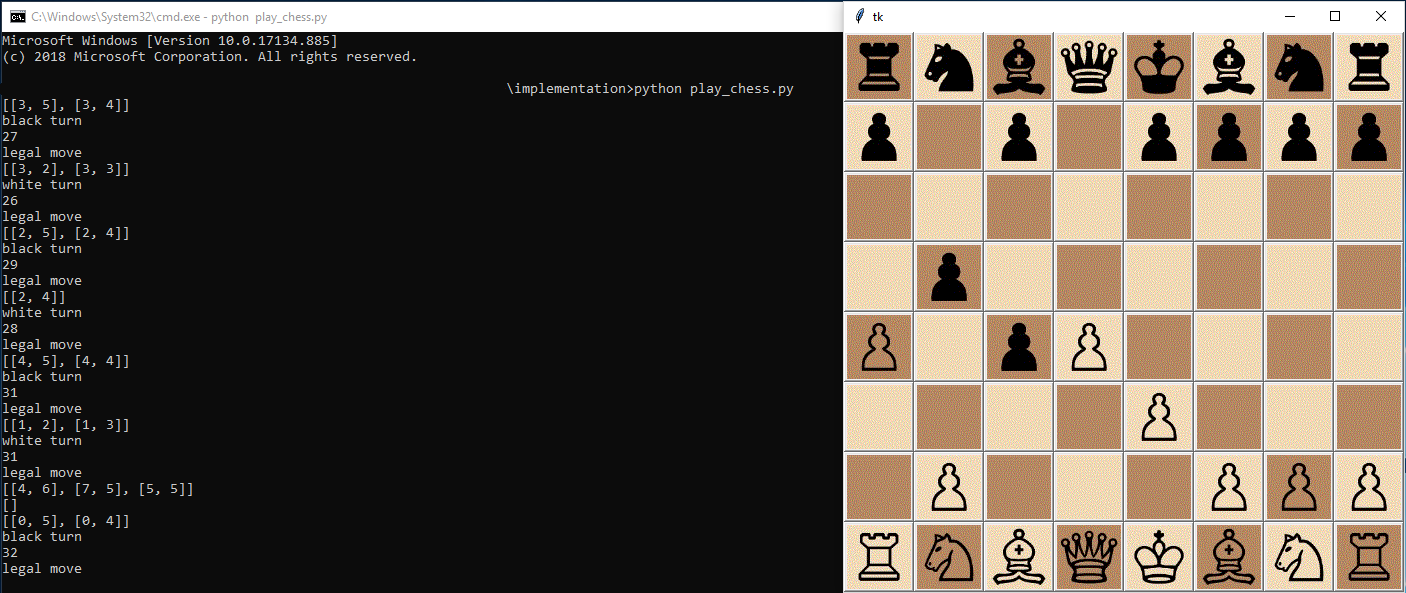 C:\Windows\System32\cmd.exe - python  play_chess.py
tk
Microsoft Windows [Version 10.0.17134.885]
(c) 2018 Microsoft Corporation. All rights reserved.
\implementation>python play_chess.py
[[3, 5], [3, 4]]
black turn
27
legal move
[[3, 2], [3, 3]]
white turn
26
legal move
[[2, 5], [2, 4]]
black turn
29
legal move
[[2, 4]]
white turn
28
legal move
[[4, 5], [4, 4]]
black turn
31
legal move
[[1, 2], [1, 3]]
white turn
31
legal move
[[4, 6], [7, 5], [5, 5]]
[]
[[0, 5], [0, 4]]
black turn
32
legal move